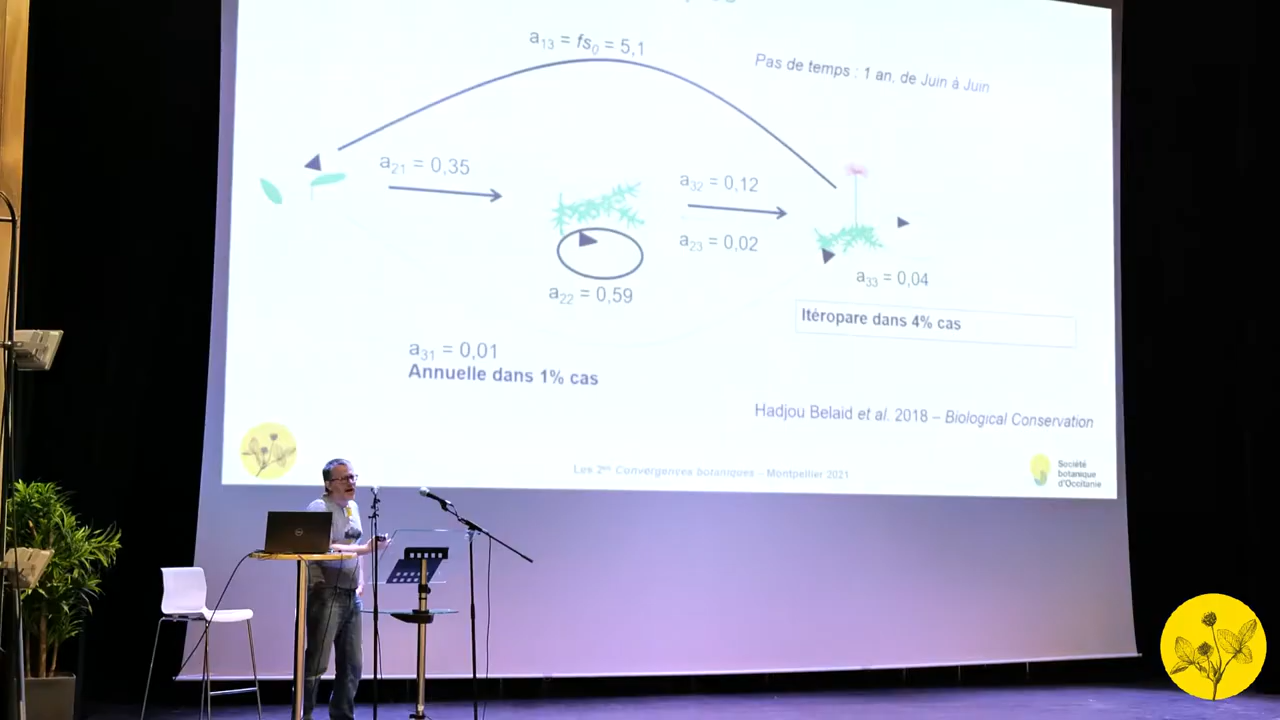 a₁₃ = fs₀ = 5,1
Pas de temps : 1 an, de Juin à Juin
a₂₁ = 0,35
a₃₂ = 0,12
a₂₃ = 0,02
a₂₂ = 0,59
a₃₃ = 0,04
Itéropare dans 4% cas
a₃₁ = 0,01
Annuelle dans 1% cas
Hadjou Belaid et al. 2018 – Biological Conservation
Les 2ᵉᵐᵉˢ Convergences botaniques – Montpellier 2021
Société
botanique
d'Occitanie